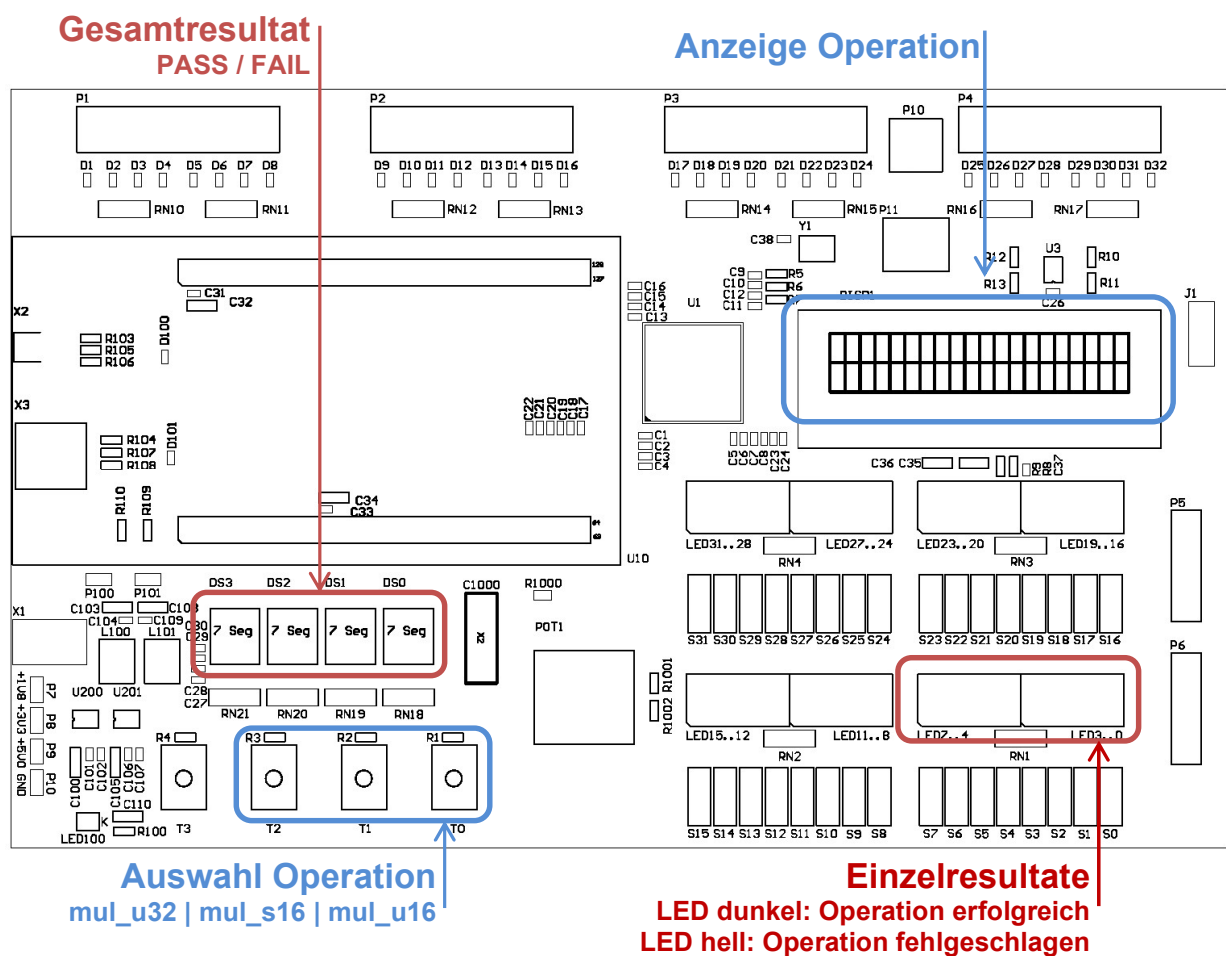 Gesamtresultat
PASS / FAIL
Anzeige Operation
P1 P2 P3 P10 P4
D1 D2 D3 D4 D5 D6 D7 D8 D9 D10 D11 D12 D13 D14 D15 D16 D17 D18 D19 D20 D21 D22 D23 D24 D25 D26 D27 D28 D29 D30 D31 D32
RN10 RN11 RN12 RN13 RN14 RN15 RN16 RN17
P11
C38 Y1 R12 U3 R10
R13 C26 R11
C31
C32
C16
C15
C14
C13
U1
C9 R5
C10 R6
C12
C11
J1
X2
R103
R105
R106
D100
X3
R104
R107
R108
D101
R110 R109
C22 C21 C20 C19 C18 C17
C1
C2
C3
C4
C5 C6 C7 C8 C23 C24
C36 C35 R9 R8 C37
C34
C33
U10
LED31..28 LED27..24 LED23..20 LED19..16
RN4 RN3
P5
S31 S30 S29 S28 S27 S26 S25 S24 S23 S22 S21 S20 S19 S18 S17 S16
P100 P101 DS3 DS2 DS1 DS0 C1000 R1000
X1 C103 C108
C104 C109
L100 L101
C30
C29
7 Seg 7 Seg 7 Seg 7 Seg
X2
POT1
C28
C27
RN21 RN20 RN19 RN18
R1001
R1002
P6
+1V8 P7
+3V3 P8
+5V0 P9
GND P10
U200 U201
LED15..12 LED11..8 LED7..4 LED3..0
RN2 RN1
R4 R3 R2 R1
C100 C101 C102 C105 C106 C107
C110
R100
K
LED100
T3 T2 T1 T0
S15 S14 S13 S12 S11 S10 S9 S8 S7 S6 S5 S4 S3 S2 S1 S0
Auswahl Operation
mul_u32 | mul_s16 | mul_u16
Einzelresultate
LED dunkel: Operation erfolgreich
LED hell: Operation fehlgeschlagen